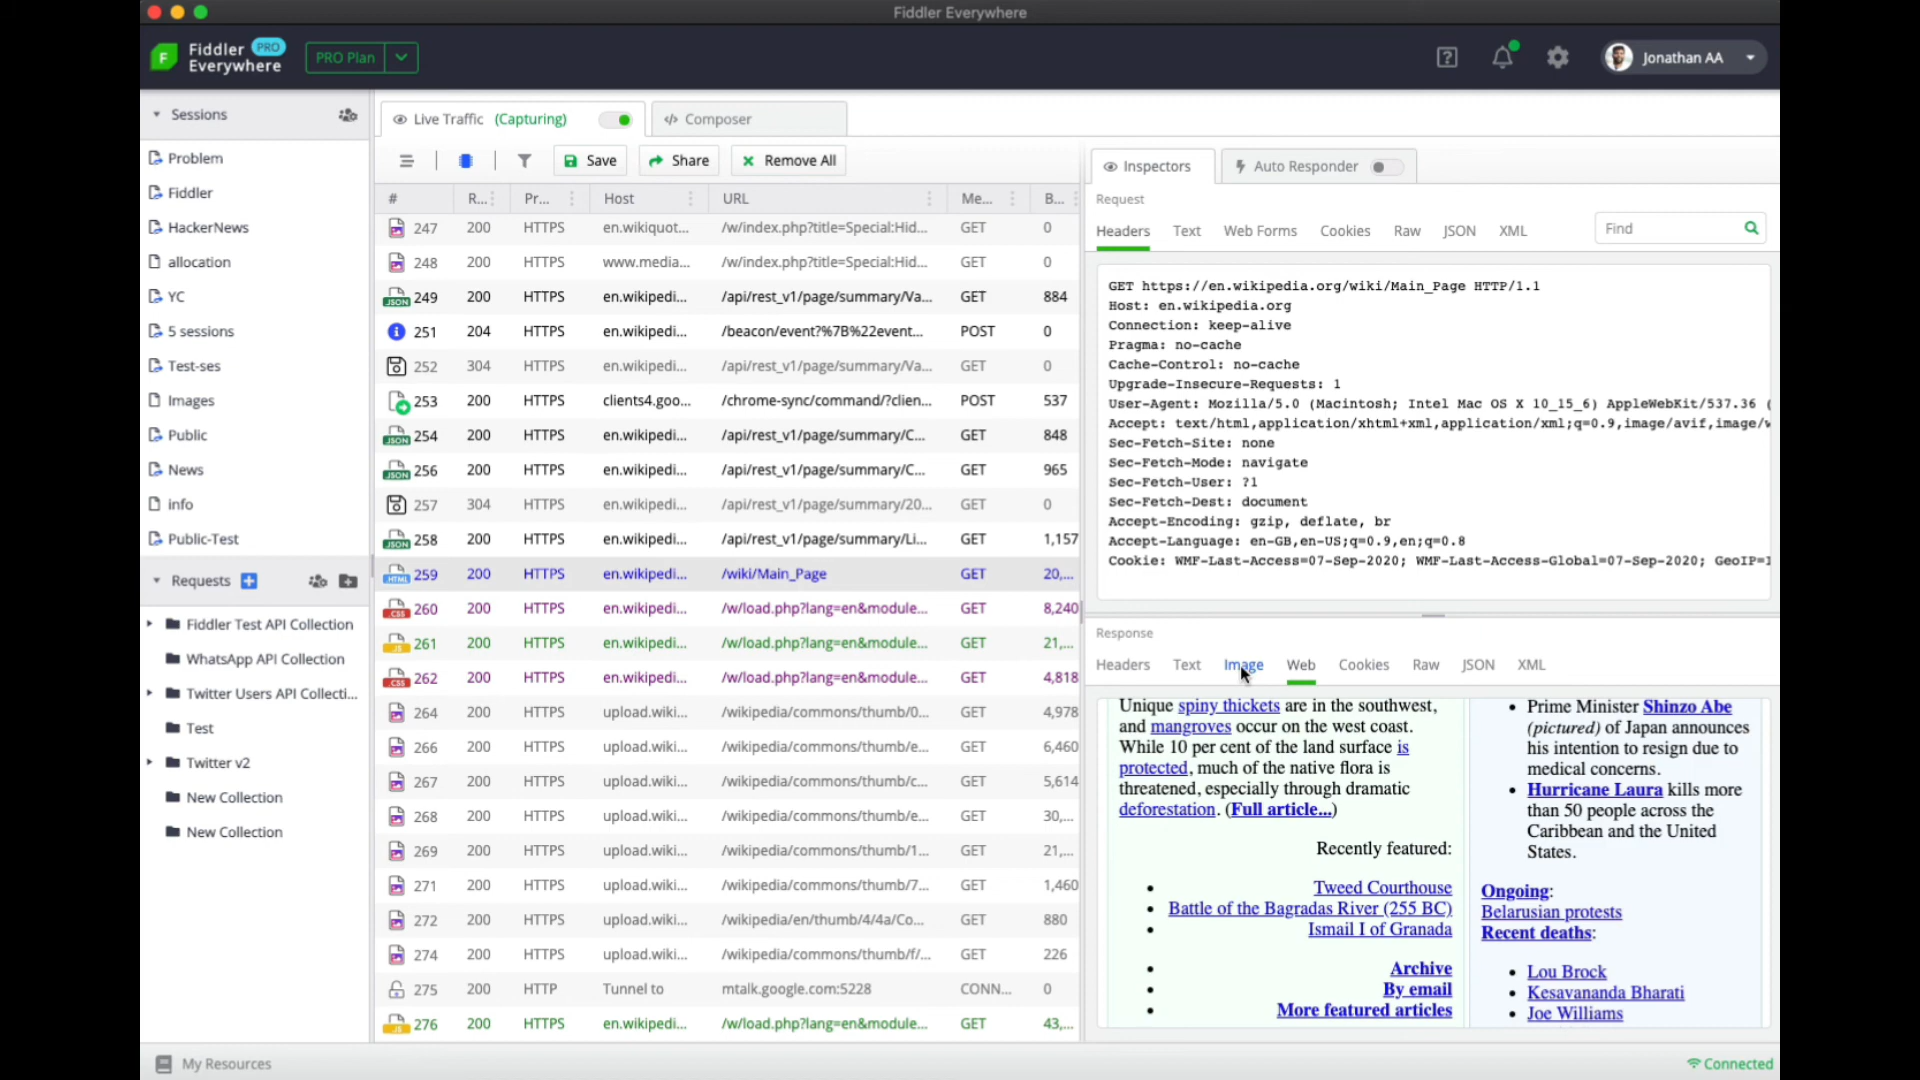 Fiddler Everywhere
F Fiddler PRO
Everywhere
PRO Plan
Jonathan AA
Sessions
Problem
Fiddler
HackerNews
allocation
YC
5 sessions
Test-ses
Images
Public
News
info
Public-Test
Requests
Fiddler Test API Collection
WhatsApp API Collection
Twitter Users API Collecti...
Test
Twitter v2
New Collection
New Collection
Live Traffic (Capturing)
Composer
Save Share Remove All
# R... Pr... Host URL Me... B...
247 200 HTTPS en.wikiquot... /w/index.php?title=Special:Hid... GET 0
248 200 HTTPS www.media... /w/index.php?title=Special:Hid... GET 0
JSON 249 200 HTTPS en.wikipedi... /api/rest_v1/page/summary/Va... GET 884
251 204 HTTPS en.wikipedi... /beacon/event?%7B%22event... POST 0
252 304 HTTPS en.wikipedi... /api/rest_v1/page/summary/Va... GET 0
253 200 HTTPS clients4.goo... /chrome-sync/command/?clien... POST 537
JSON 254 200 HTTPS en.wikipedi... /api/rest_v1/page/summary/C... GET 848
JSON 256 200 HTTPS en.wikipedi... /api/rest_v1/page/summary/C... GET 965
257 304 HTTPS en.wikipedi... /api/rest_v1/page/summary/20... GET 0
JSON 258 200 HTTPS en.wikipedi... /api/rest_v1/page/summary/Li... GET 1,157
HTML 259 200 HTTPS en.wikipedi... /wiki/Main_Page GET 20,...
CSS 260 200 HTTPS en.wikipedi... /w/load.php?lang=en&module... GET 8,240
JS 261 200 HTTPS en.wikipedi... /w/load.php?lang=en&module... GET 21,...
CSS 262 200 HTTPS en.wikipedi... /w/load.php?lang=en&module... GET 4,818
264 200 HTTPS upload.wiki... /wikipedia/commons/thumb/0... GET 4,978
266 200 HTTPS upload.wiki... /wikipedia/commons/thumb/e... GET 6,460
267 200 HTTPS upload.wiki... /wikipedia/commons/thumb/c... GET 5,614
268 200 HTTPS upload.wiki... /wikipedia/commons/thumb/e... GET 30,...
269 200 HTTPS upload.wiki... /wikipedia/commons/thumb/1... GET 21,...
271 200 HTTPS upload.wiki... /wikipedia/commons/thumb/7... GET 1,460
272 200 HTTPS upload.wiki... /wikipedia/en/thumb/4/4a/Co... GET 880
274 200 HTTPS upload.wiki... /wikipedia/commons/thumb/f/... GET 226
275 200 HTTP Tunnel to mtalk.google.com:5228 CONN... 0
JS 276 200 HTTPS en.wikipedi... /w/load.php?lang=en&module... GET 43,...
Inspectors
Auto Responder
Request
Headers Text Web Forms Cookies Raw JSON XML Find
GET https://en.wikipedia.org/wiki/Main_Page HTTP/1.1
Host: en.wikipedia.org
Connection: keep-alive
Pragma: no-cache
Cache-Control: no-cache
Upgrade-Insecure-Requests: 1
User-Agent: Mozilla/5.0 (Macintosh; Intel Mac OS X 10_15_6) AppleWebKit/537.36 (
Accept: text/html,application/xhtml+xml,application/xml;q=0.9,image/avif,image/w
Sec-Fetch-Site: none
Sec-Fetch-Mode: navigate
Sec-Fetch-User: ?1
Sec-Fetch-Dest: document
Accept-Encoding: gzip, deflate, br
Accept-Language: en-GB,en-US;q=0.9,en;q=0.8
Cookie: WMF-Last-Access=07-Sep-2020; WMF-Last-Access-Global=07-Sep-2020; GeoIP=
Response
Headers Text Image Web Cookies Raw JSON XML
Unique spiny thickets are in the southwest,
and mangroves occur on the west coast.
While 10 per cent of the land surface is
protected, much of the native flora is
threatened, especially through dramatic
deforestation. (Full article...)
Recently featured:
• Tweed Courthouse
• Battle of the Bagradas River (255 BC)
• Ismail I of Granada
• Archive
• By email
• More featured articles
• Prime Minister Shinzo Abe
(pictured) of Japan announces
his intention to resign due to
medical concerns.
• Hurricane Laura kills more
than 50 people across the
Caribbean and the United
States.
Ongoing:
Belarusian protests
Recent deaths:
• Lou Brock
• Kesavananda Bharati
• Joe Williams
My Resources
Connected